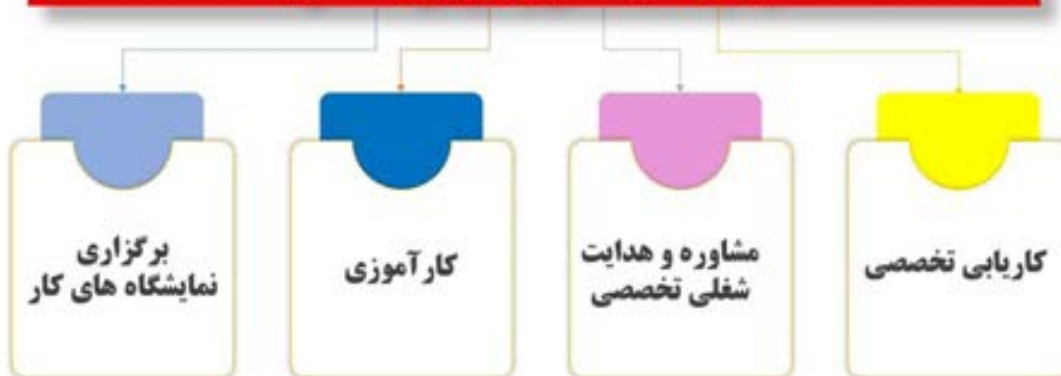 کاریابی تخصصی
مشاوره و هدایت
شغلی تخصصی
کارآموزی
برگزاری
نمایشگاه های کار